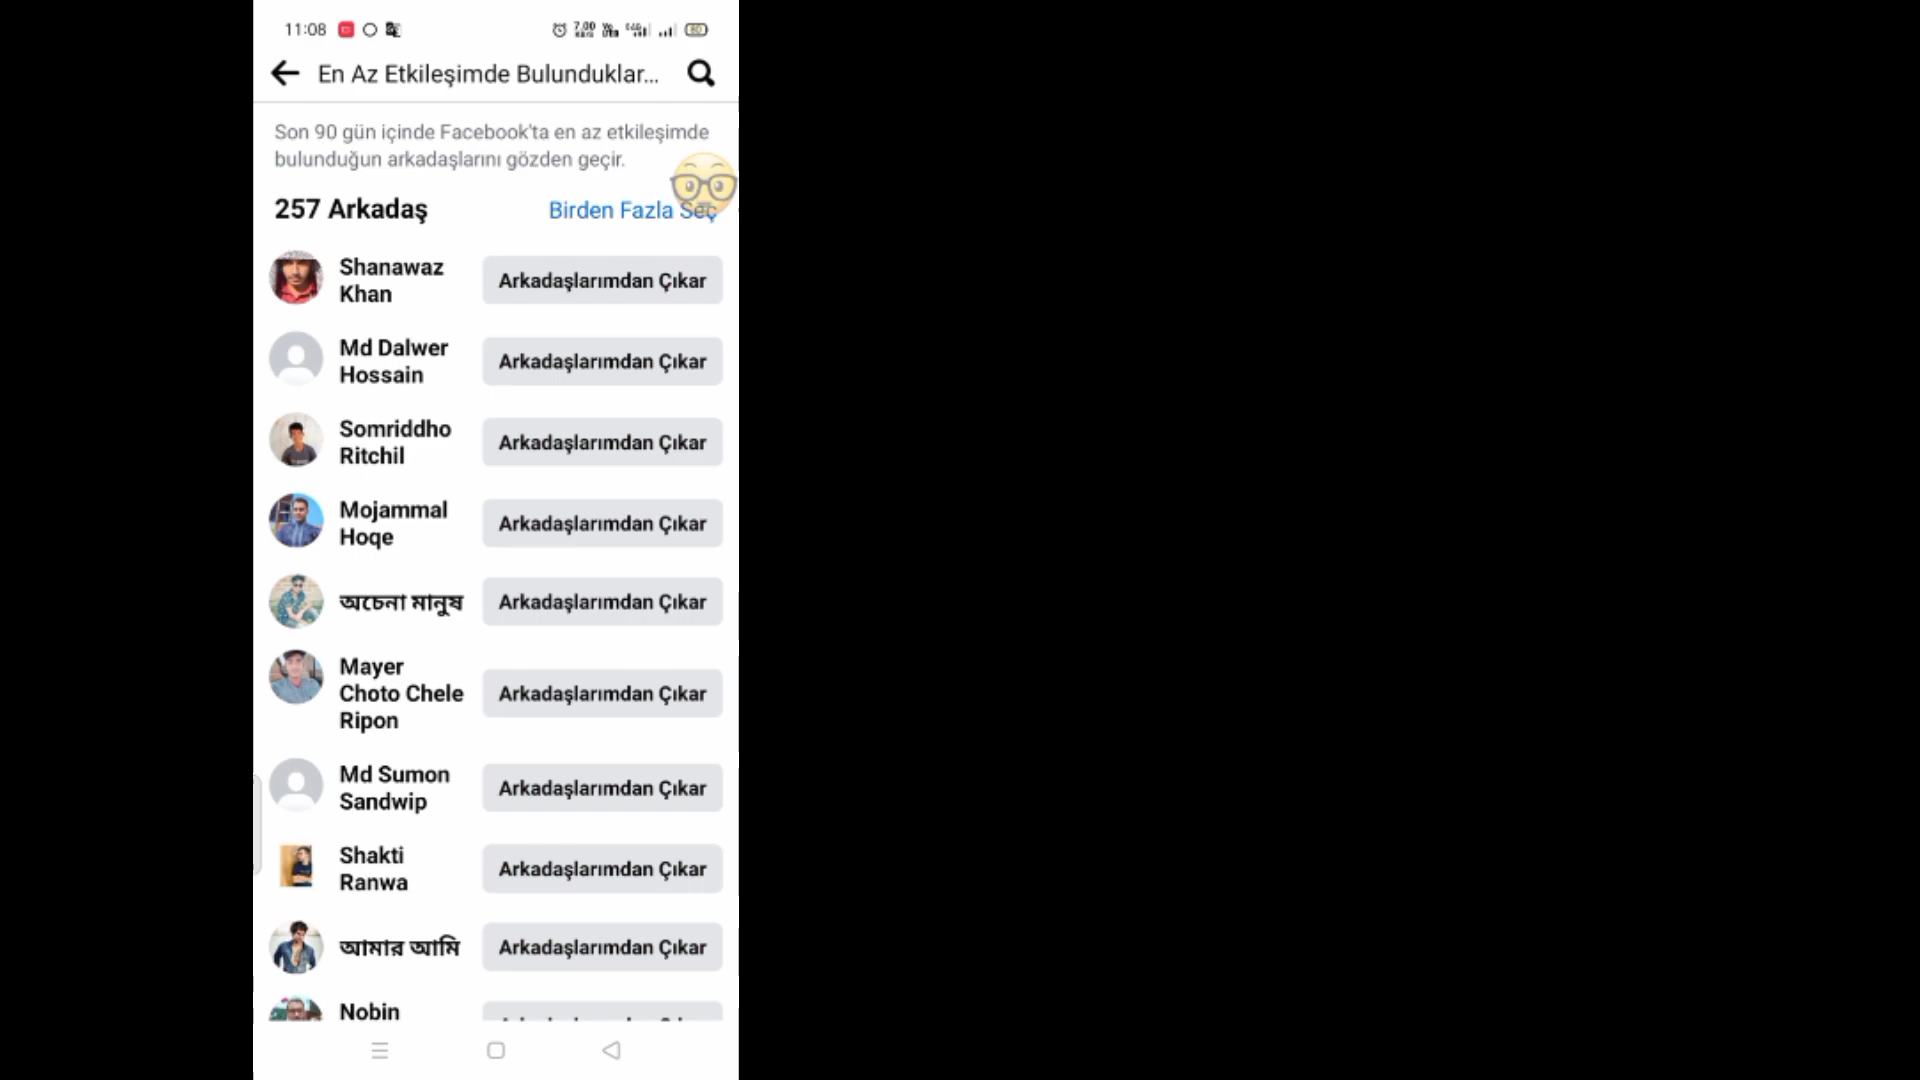 11:08
7.00
En Az Etkileşimde Bulunduklar...
Son 90 gün içinde Facebook'ta en az etkileşimde
bulunduğun arkadaşlarını gözden geçir.
257 Arkadaş
Birden Fazla Seç
Shanawaz
Khan
Arkadaşlarımdan Çıkar
Md Dalwer
Hossain
Arkadaşlarımdan Çıkar
Somriddho
Ritchil
Arkadaşlarımdan Çıkar
Mojammal
Hoqe
Arkadaşlarımdan Çıkar
অচেনা মানুষ
Arkadaşlarımdan Çıkar
Mayer
Choto Chele
Ripon
Arkadaşlarımdan Çıkar
Md Sumon
Sandwip
Arkadaşlarımdan Çıkar
Shakti
Ranwa
Arkadaşlarımdan Çıkar
আমার আমি
Arkadaşlarımdan Çıkar
Nobin